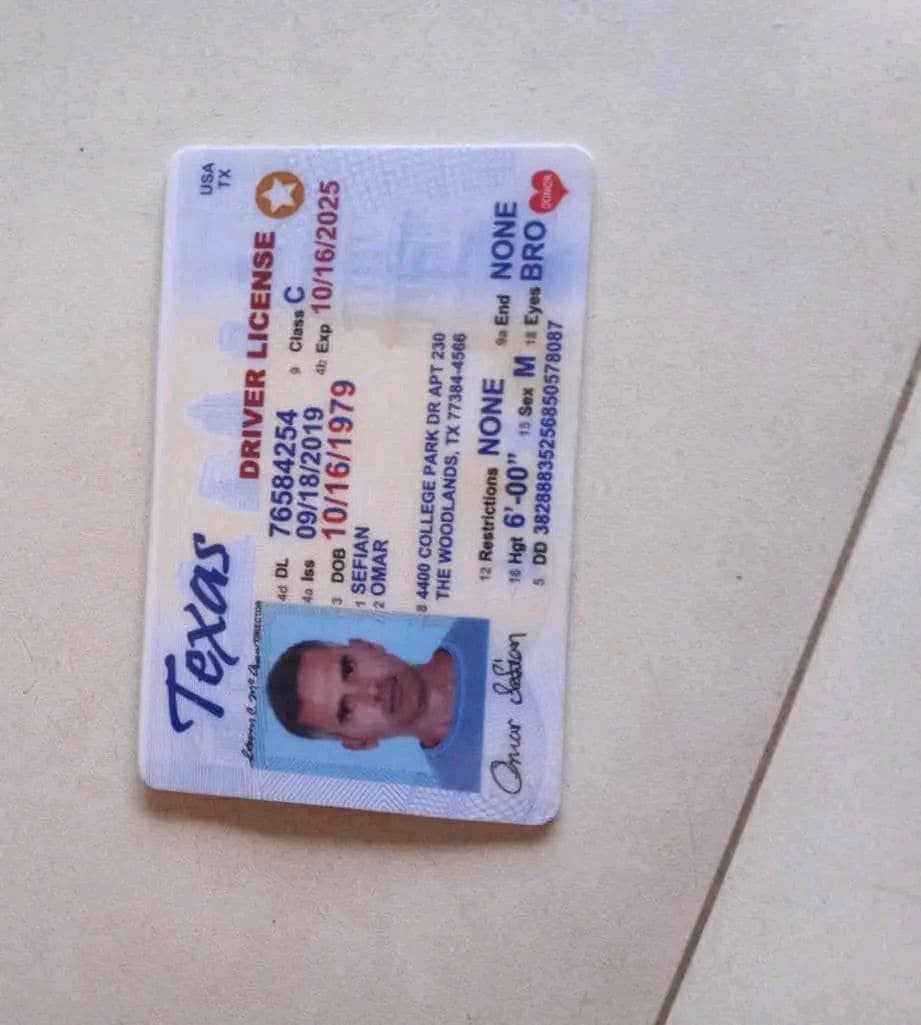 Texas
USA
TX
DRIVER LICENSE
DIRECTOR
4d DL 76584254 9 Class C
4a Iss 09/18/2019 4b Exp 10/16/2025
3 DOB 10/16/1979
1 SEFIAN
2 OMAR
8 4400 COLLEGE PARK DR APT 230
THE WOODLANDS, TX 77384-4566
12 Restrictions NONE 9a End NONE
16 Hgt 6'-00" 15 Sex M 18 Eyes BRO
5 DD 38288835256850578087
DONOR
Omar